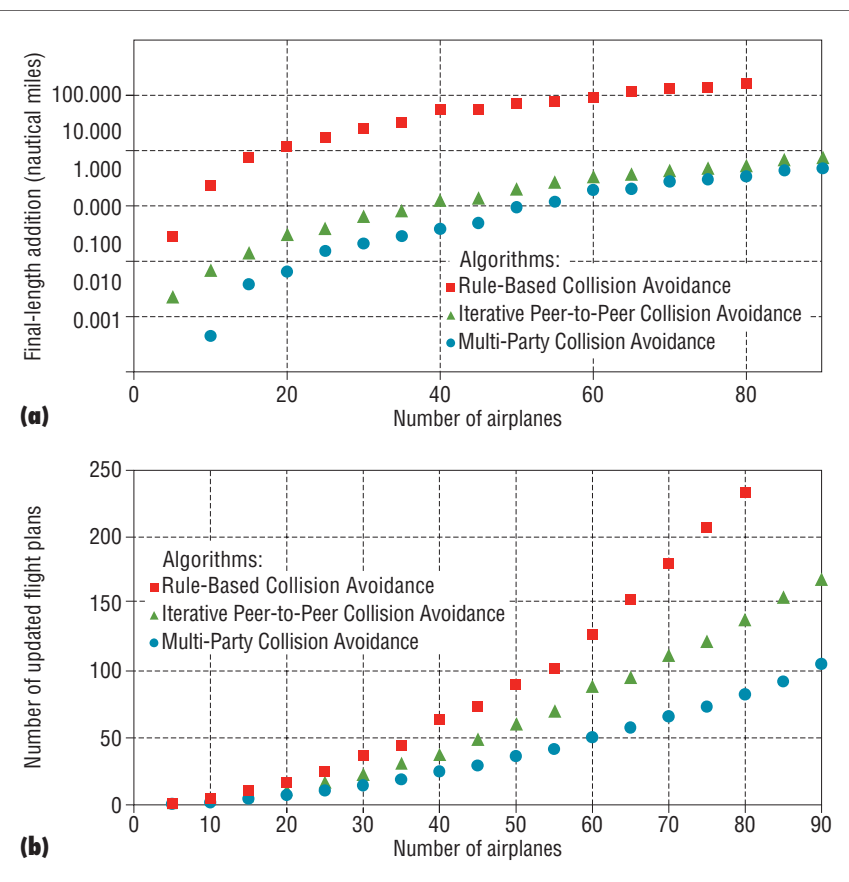 Final-length addition (nautical miles)
100.000
10.000
1.000
0.000
0.100
0.010
0.001
Algorithms:
Rule-Based Collision Avoidance
Iterative Peer-to-Peer Collision Avoidance
Multi-Party Collision Avoidance
0 20 40 60 80
Number of airplanes
(a)
Number of updated flight plans
250
200
150
100
50
0
Algorithms:
Rule-Based Collision Avoidance
Iterative Peer-to-Peer Collision Avoidance
Multi-Party Collision Avoidance
0 10 20 30 40 50 60 70 80 90
Number of airplanes
(b)